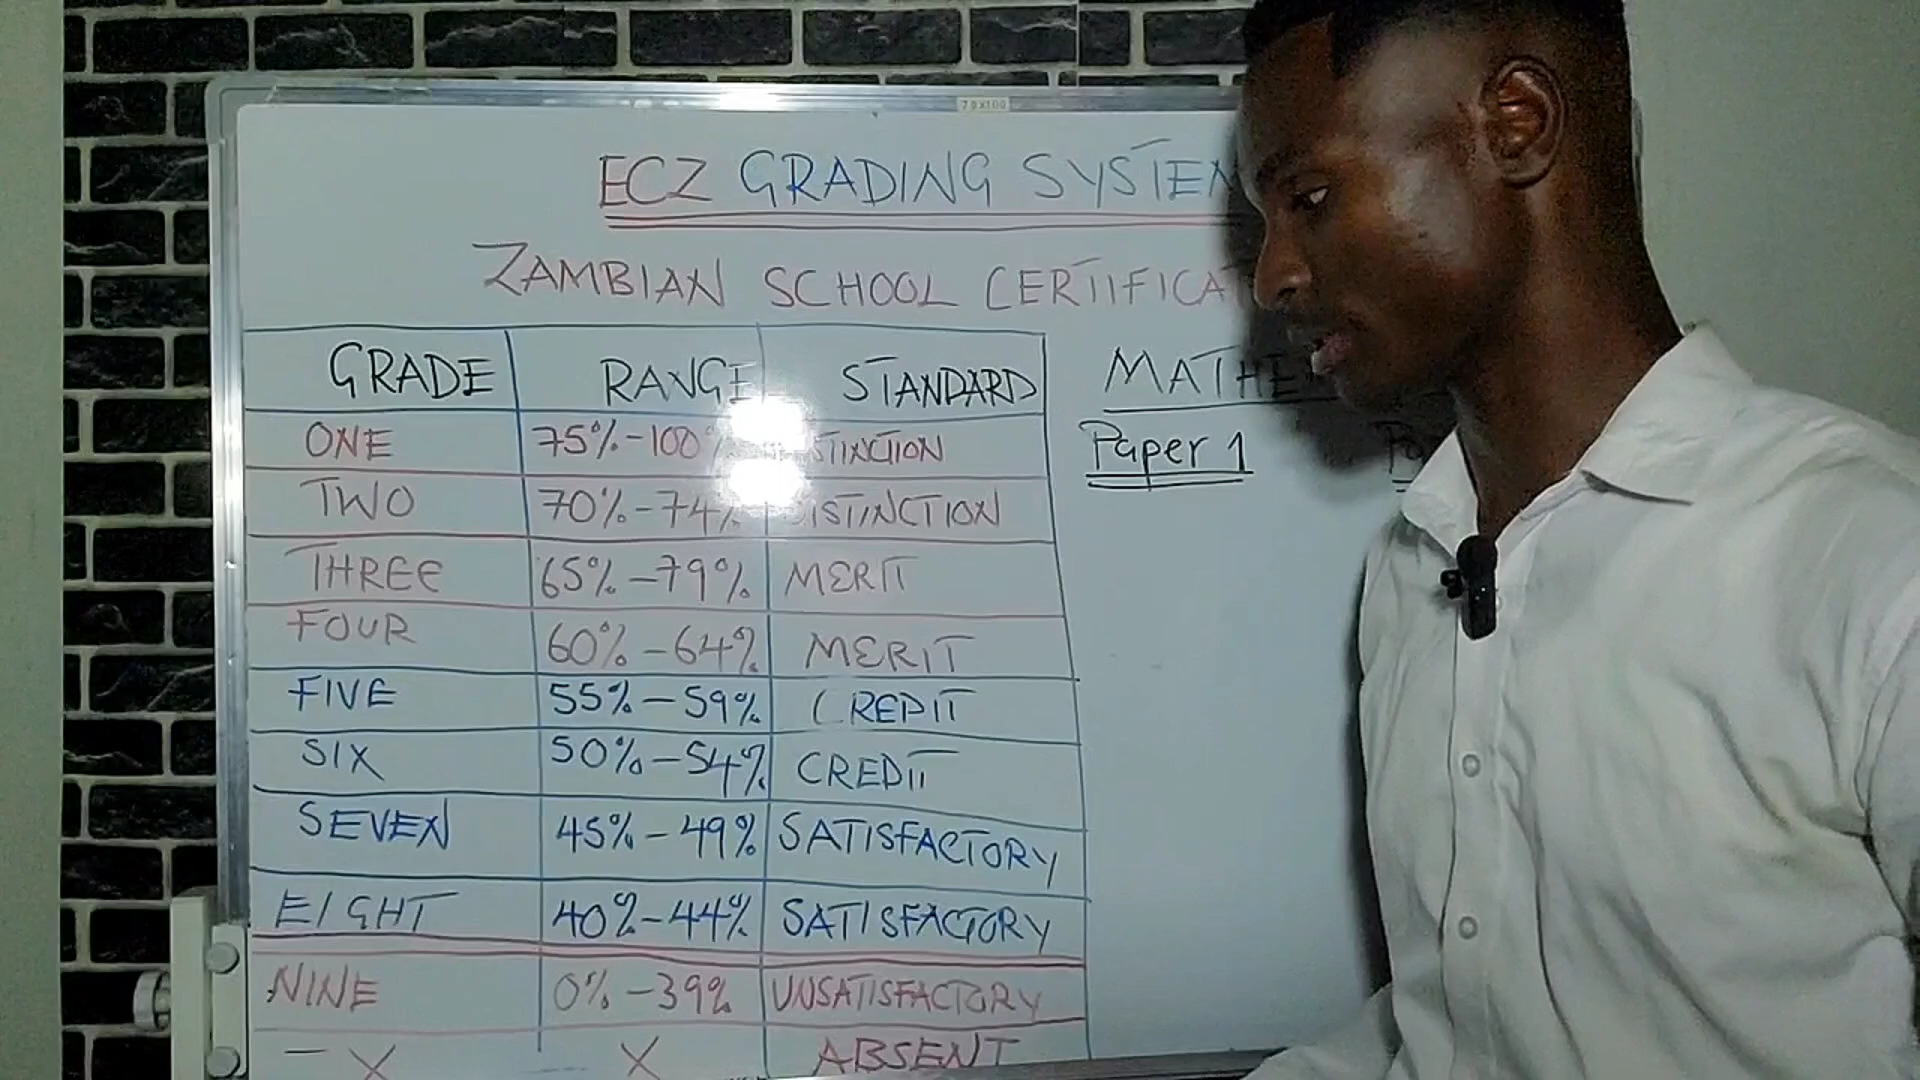 70X100
ECZ GRADING SYSTEM
ZAMBIAN SCHOOL
GRADE RANGE STANDARD
ONE 75%-100%
TWO 70%-74% DISTINCTION
THREE 65%-79% MERIT
FOUR 60%-64% MERIT
FIVE 55%-59% CREDIT
SIX 50%-54% CREDIT
SEVEN 45%-49% SATISFACTORY
EIGHT 40%-44% SATISFACTORY
NINE 0%-39% UNSATISFACTORY
- X X ABSENT
Paper 1